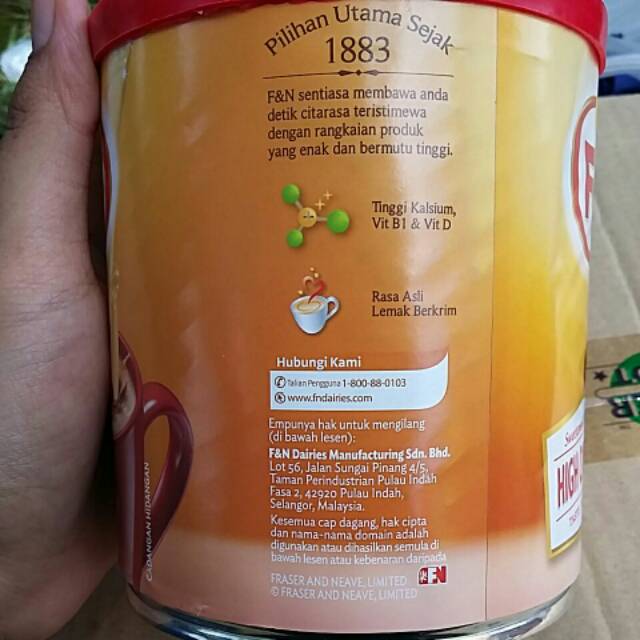 Pilihan Utama Sejak
1883
F&N sentiasa membawa anda
detik citarasa teristimewa
dengan rangkaian produk
yang enak dan bermutu tinggi.
Tinggi Kalsium,
Vit B1 & Vit D
Rasa Asli
Lemak Berkrim
Hubungi Kami
Talian Pengguna 1-800-88-0103
www.fndairies.com
Empunya hak untuk mengilang
(di bawah lesen):
F&N Dairies Manufacturing Sdn. Bhd.
Lot 56, Jalan Sungai Pinang 4/5,
Taman Perindustrian Pulau Indah
Fasa 2, 42920 Pulau Indah,
Selangor, Malaysia.
Kesemua cap dagang, hak cipta
dan nama-nama domain adalah
digunakan atau dihasilkan semula di
bawah lesen atau kebenaran daripada
FRASER AND NEAVE, LIMITED
© FRASER AND NEAVE, LIMITED
F&N
CADANGAN HIDANGAN
HIGH